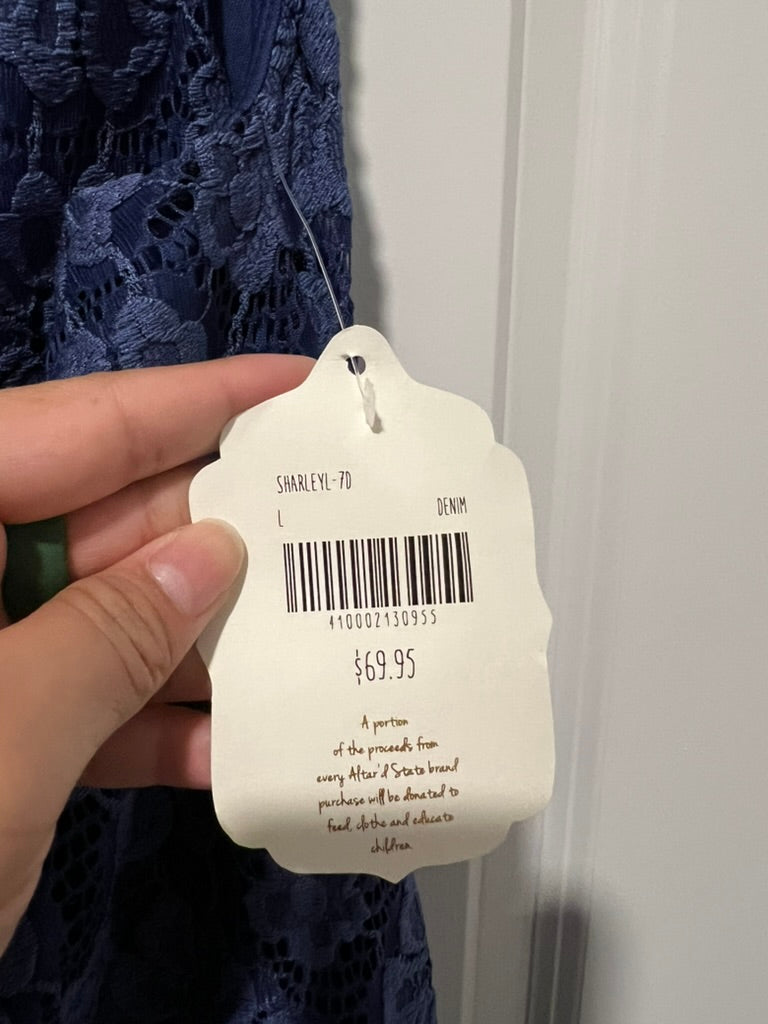 SHARLEYL-7D
L DENIM
410002130955
$69.95
A portion
of the proceeds from
every Altar'd State brand
purchase will be donated to
feed, clothe and educate
children.